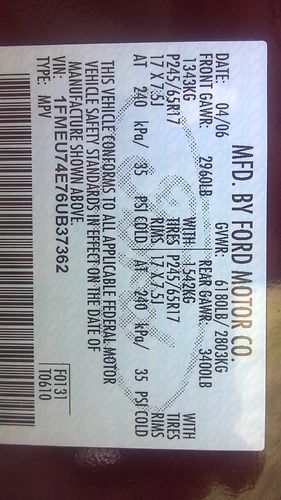 MFD. BY FORD MOTOR CO.
DATE: 04/06 GVWR: 6180LB/2803KG
FRONT GAWR: 2960LB REAR GAWR: 3400LB
1343KG WITH 1542KG WITH
P245/65R17 TIRES P245/65R17 TIRES
17 X 7.5J RIMS 17 X 7.5J RIMS
AT 240 kPa/ 35 PSI COLD AT 240 kPa/ 35 PSI COLD
THIS VEHICLE CONFORMS TO ALL APPLICABLE FEDERAL MOTOR
VEHICLE SAFETY STANDARDS IN EFFECT ON THE DATE OF
MANUFACTURE SHOWN ABOVE.
VIN: 1FMEU74E76UB37362 F0131
TYPE: MPV T0610